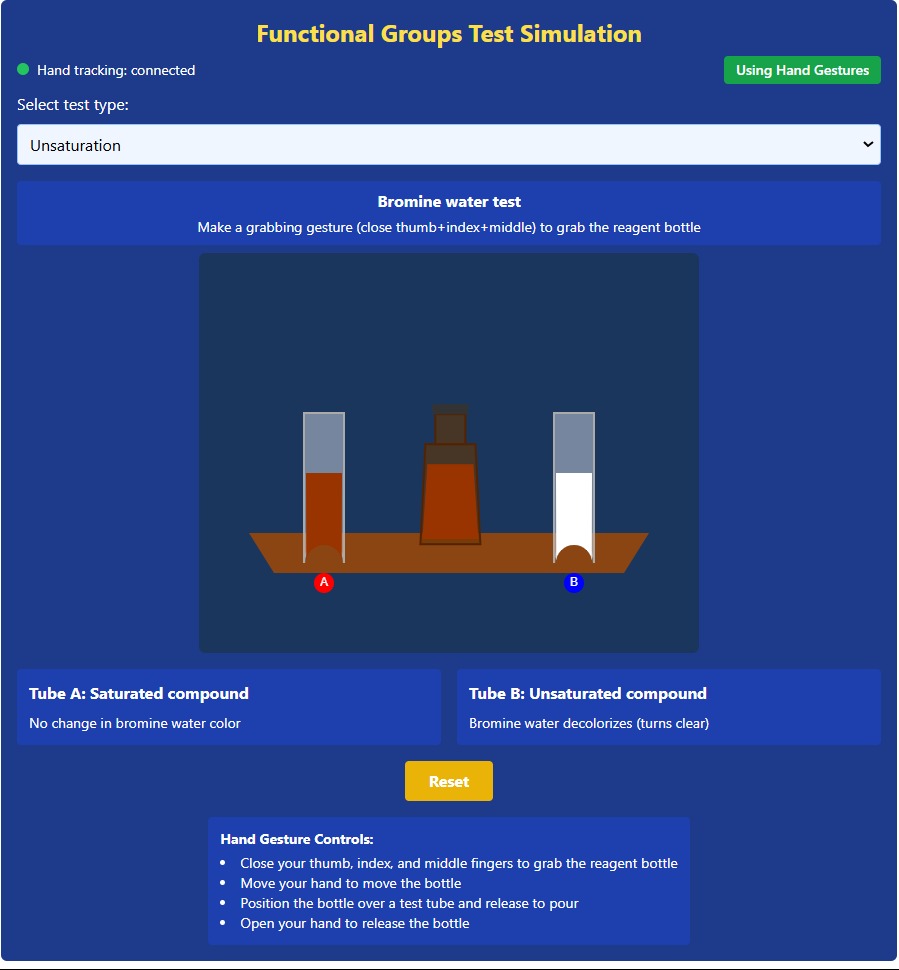 Functional Groups Test Simulation
Hand tracking: connected
Using Hand Gestures
Select test type:
Unsaturation
Bromine water test
Make a grabbing gesture (close thumb+index+middle) to grab the reagent bottle
A
B
Tube A: Saturated compound
No change in bromine water color
Tube B: Unsaturated compound
Bromine water decolorizes (turns clear)
Reset
Hand Gesture Controls:
• Close your thumb, index, and middle fingers to grab the reagent bottle
• Move your hand to move the bottle
• Position the bottle over a test tube and release to pour
• Open your hand to release the bottle